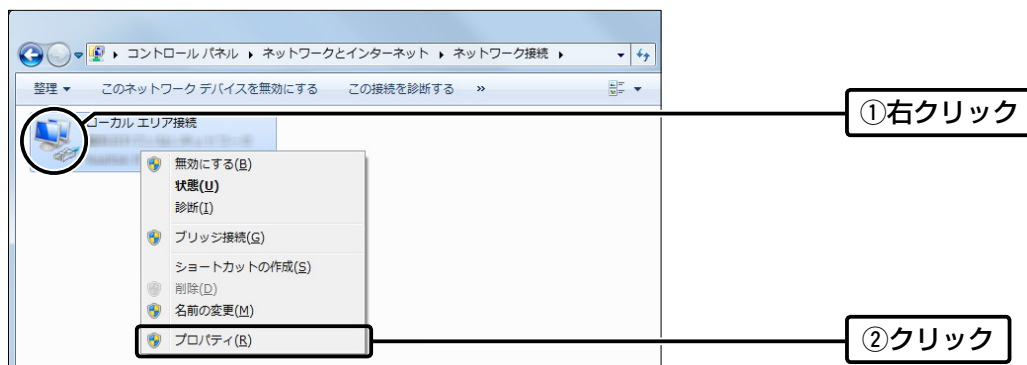 コントロール パネル ▸ ネットワークとインターネット ▸ ネットワーク接続 ▸
整理 ▼ このネットワーク デバイスを無効にする この接続を診断する »
ローカル エリア接続
①右クリック
無効にする(B)
状態(U)
診断(I)
ブリッジ接続(G)
ショートカットの作成(S)
削除(D)
名前の変更(M)
プロパティ(R)
②クリック